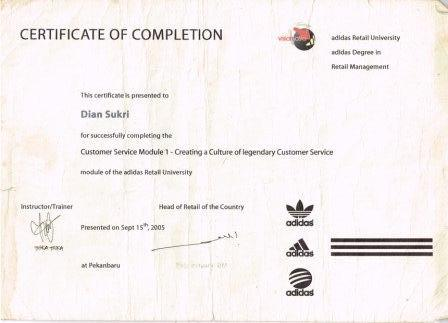 CERTIFICATE OF COMPLETION
adidas Retail University
adidas Degree in
Retail Management
This certificate is presented to
Dian Sukri
for successfully completing the
Customer Service Module 1 - Creating a Culture of legendary Customer Service
module of the adidas Retail University
Instructor/Trainer
Head of Retail of the Country
Presented on Sept 15th, 2005
at Pekanbaru
adidas
adidas
adidas